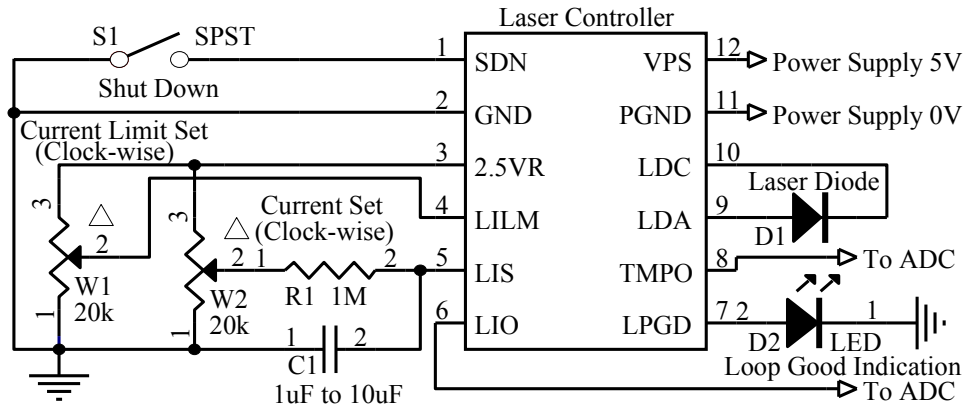 Laser Controller
S1 SPST
Shut Down
1 SDN VPS 12 Power Supply 5V
2 GND PGND 11 Power Supply 0V
Current Limit Set
(Clock-wise)
3 2.5VR LDC 10
Laser Diode
4 LILM LDA 9
D1
3 △ 2
W1
20k
1
3 △ 2
Current Set
(Clock-wise)
1 R1 1M 2
W2
20k
1
5 LIS TMPO 8 To ADC
6 LIO LPGD 7 2 D2 LED 1
Loop Good Indication
1 C1 2
1uF to 10uF
To ADC